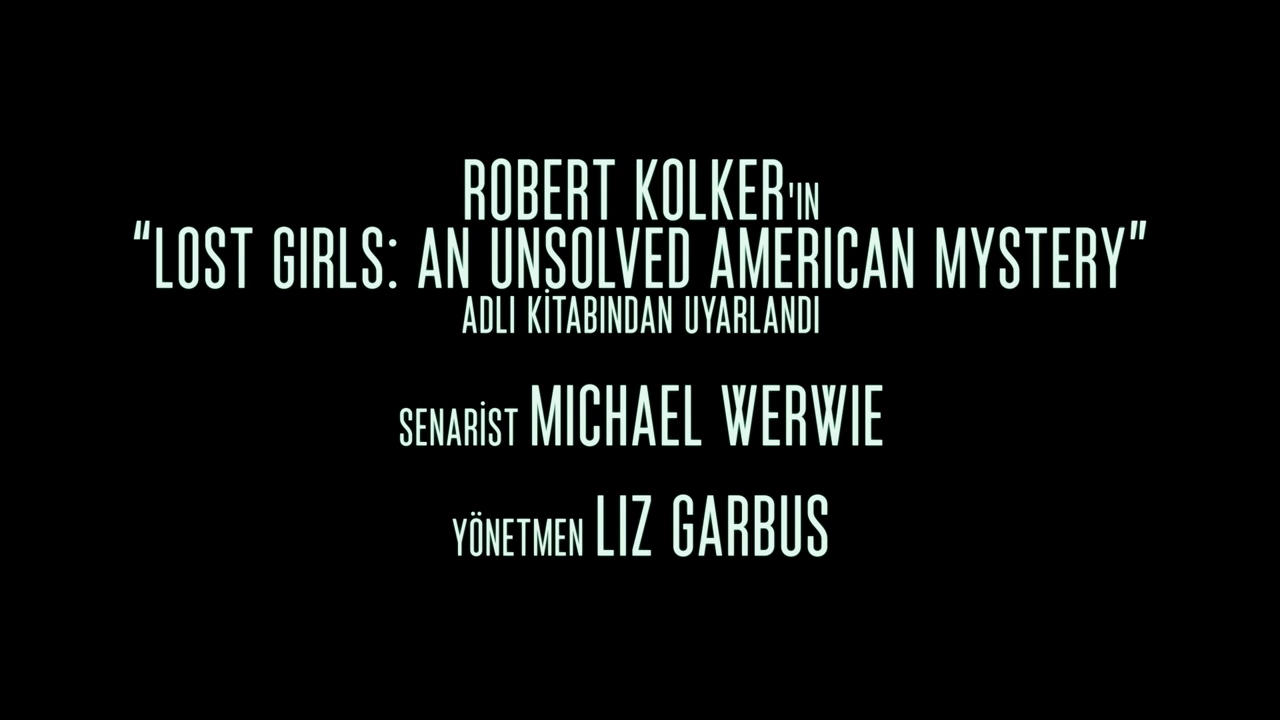 ROBERT KOLKER'IN
“LOST GIRLS: AN UNSOLVED AMERICAN MYSTERY”
ADLI KİTABINDAN UYARLANDI
SENARİST MICHAEL WERWIE
YÖNETMEN LIZ GARBUS